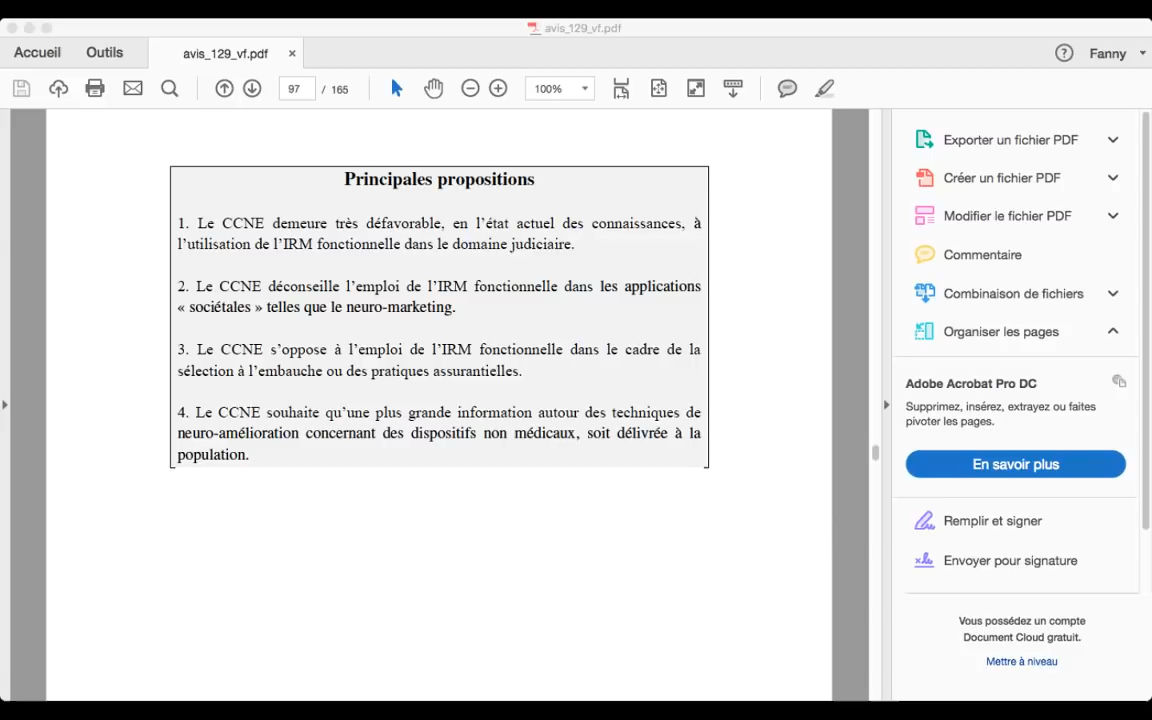 avis_129_vf.pdf
Accueil
Outils
avis_129_vf.pdf ×
?
Fanny
97 / 165
100%
Principales propositions
1. Le CCNE demeure très défavorable, en l’état actuel des connaissances, à
l’utilisation de l’IRM fonctionnelle dans le domaine judiciaire.
2. Le CCNE déconseille l’emploi de l’IRM fonctionnelle dans les applications
« sociétales » telles que le neuro-marketing.
3. Le CCNE s’oppose à l’emploi de l’IRM fonctionnelle dans le cadre de la
sélection à l’embauche ou des pratiques assurantielles.
4. Le CCNE souhaite qu’une plus grande information autour des techniques de
neuro-amélioration concernant des dispositifs non médicaux, soit délivrée à la
population.
Exporter un fichier PDF
Créer un fichier PDF
Modifier le fichier PDF
Commentaire
Combinaison de fichiers
Organiser les pages
Adobe Acrobat Pro DC
Supprimez, insérez, extrayez ou faites
pivoter les pages.
En savoir plus
Remplir et signer
Envoyer pour signature
Vous possédez un compte
Document Cloud gratuit.
Mettre à niveau